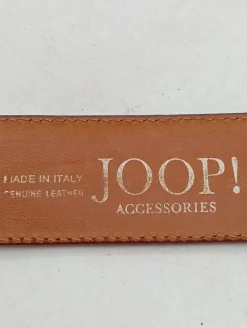 MADE IN ITALY
GENUINE LEATHER
JOOP!
ACCESSORIES